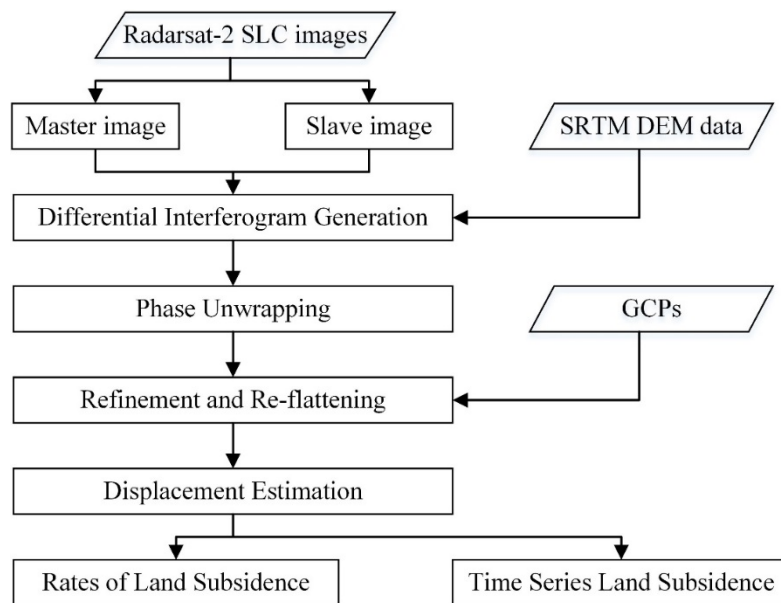 Radarsat-2 SLC images
Master image
Slave image
SRTM DEM data
Differential Interferogram Generation
Phase Unwrapping
GCPs
Refinement and Re-flattening
Displacement Estimation
Rates of Land Subsidence
Time Series Land Subsidence